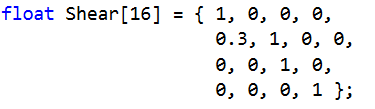 float Shear[16] = { 1, 0, 0, 0,
0.3, 1, 0, 0,
0, 0, 1, 0,
0, 0, 0, 1 };